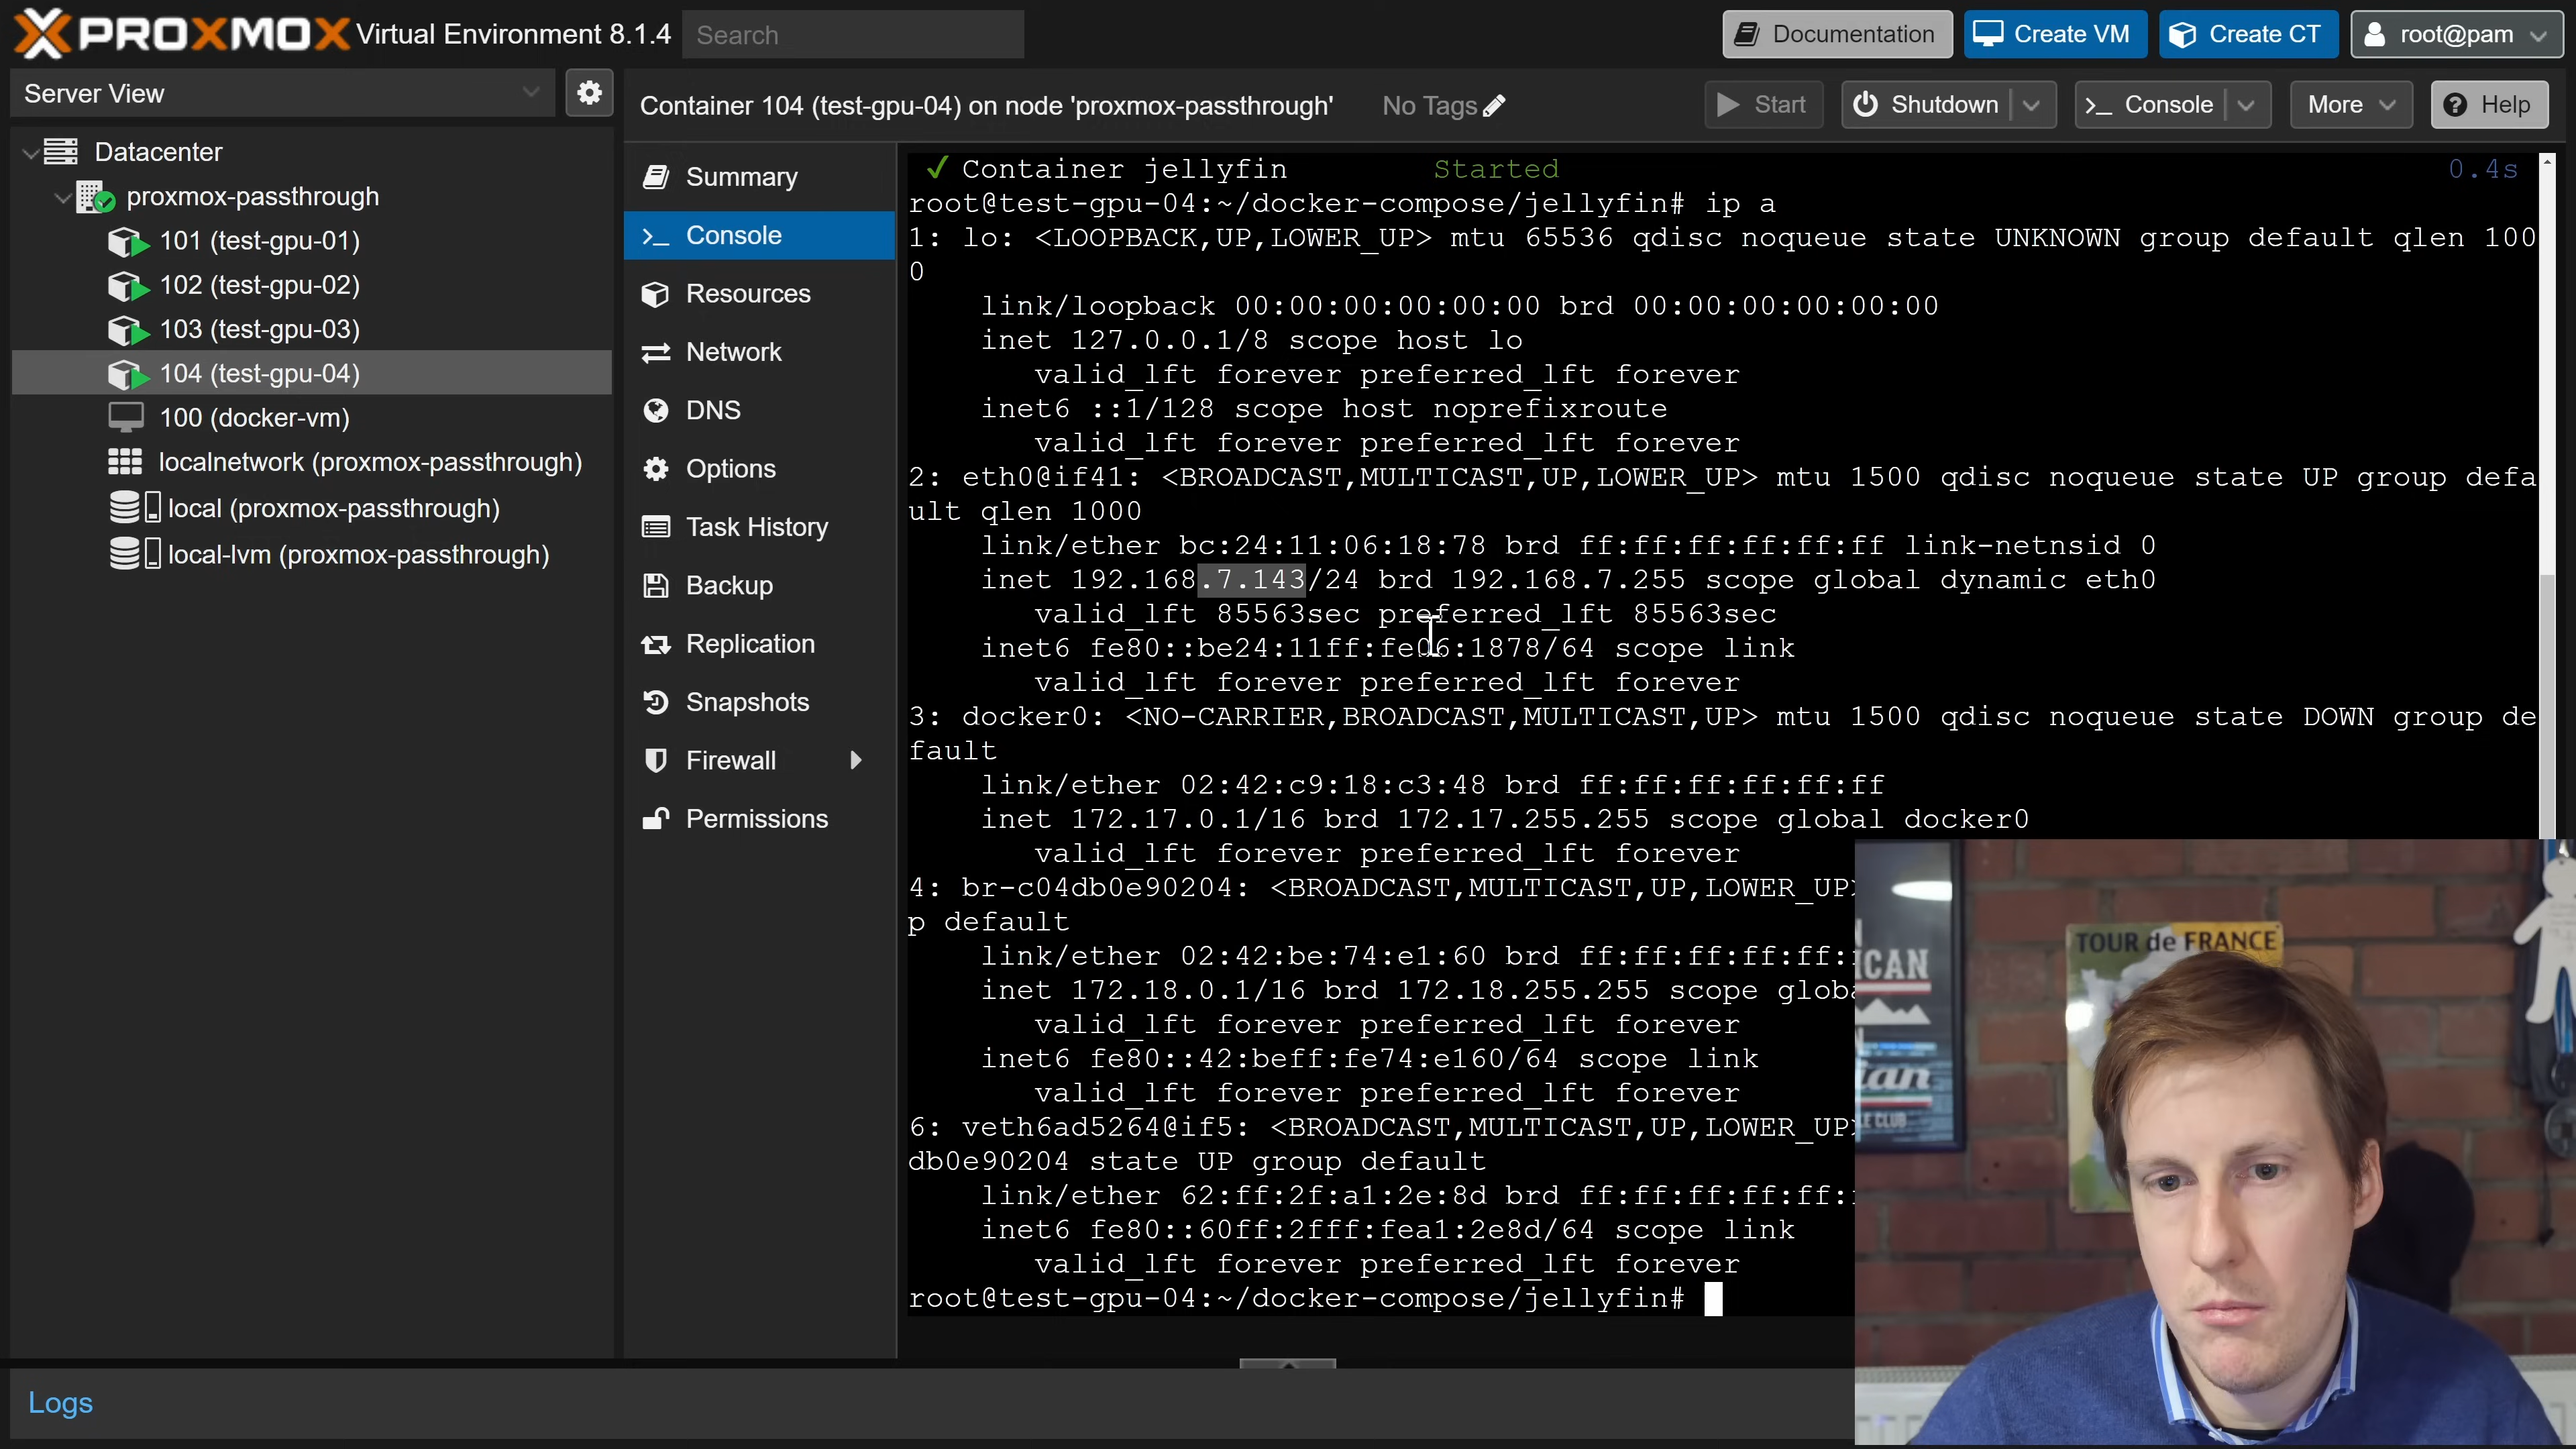 PROXMOX Virtual Environment 8.1.4
Search
Documentation
Create VM
Create CT
root@pam
Server View
Container 104 (test-gpu-04) on node 'proxmox-passthrough'
No Tags
Start
Shutdown
Console
More
Help
Datacenter
proxmox-passthrough
101 (test-gpu-01)
102 (test-gpu-02)
103 (test-gpu-03)
104 (test-gpu-04)
100 (docker-vm)
localnetwork (proxmox-passthrough)
local (proxmox-passthrough)
local-lvm (proxmox-passthrough)
Summary
Console
Resources
Network
DNS
Options
Task History
Backup
Replication
Snapshots
Firewall
Permissions
✓ Container jellyfin Started 0.4s
root@test-gpu-04:~/docker-compose/jellyfin# ip a
1: lo: <LOOPBACK,UP,LOWER_UP> mtu 65536 qdisc noqueue state UNKNOWN group default qlen 100
0
link/loopback 00:00:00:00:00:00 brd 00:00:00:00:00:00
inet 127.0.0.1/8 scope host lo
valid_lft forever preferred_lft forever
inet6 ::1/128 scope host noprefixroute
valid_lft forever preferred_lft forever
2: eth0@if41: <BROADCAST,MULTICAST,UP,LOWER_UP> mtu 1500 qdisc noqueue state UP group defa
ult qlen 1000
link/ether bc:24:11:06:18:78 brd ff:ff:ff:ff:ff:ff link-netnsid 0
inet 192.168.7.143/24 brd 192.168.7.255 scope global dynamic eth0
valid_lft 85563sec preferred_lft 85563sec
inet6 fe80::be24:11ff:fe06:1878/64 scope link
valid_lft forever preferred_lft forever
3: docker0: <NO-CARRIER,BROADCAST,MULTICAST,UP> mtu 1500 qdisc noqueue state DOWN group de
fault
link/ether 02:42:c9:18:c3:48 brd ff:ff:ff:ff:ff:ff
inet 172.17.0.1/16 brd 172.17.255.255 scope global docker0
valid_lft forever preferred_lft forever
4: br-c04db0e90204: <BROADCAST,MULTICAST,UP,LOWER_UP>
p default
link/ether 02:42:be:74:e1:60 brd ff:ff:ff:ff:ff:
inet 172.18.0.1/16 brd 172.18.255.255 scope globa
valid_lft forever preferred_lft forever
inet6 fe80::42:beff:fe74:e160/64 scope link
valid_lft forever preferred_lft forever
6: veth6ad5264@if5: <BROADCAST,MULTICAST,UP,LOWER_UP>
db0e90204 state UP group default
link/ether 62:ff:2f:a1:2e:8d brd ff:ff:ff:ff:ff:
inet6 fe80::60ff:2fff:fea1:2e8d/64 scope link
valid_lft forever preferred_lft forever
root@test-gpu-04:~/docker-compose/jellyfin#
TOUR de FRANCE
ICAN
ian
LE CLUB
Logs